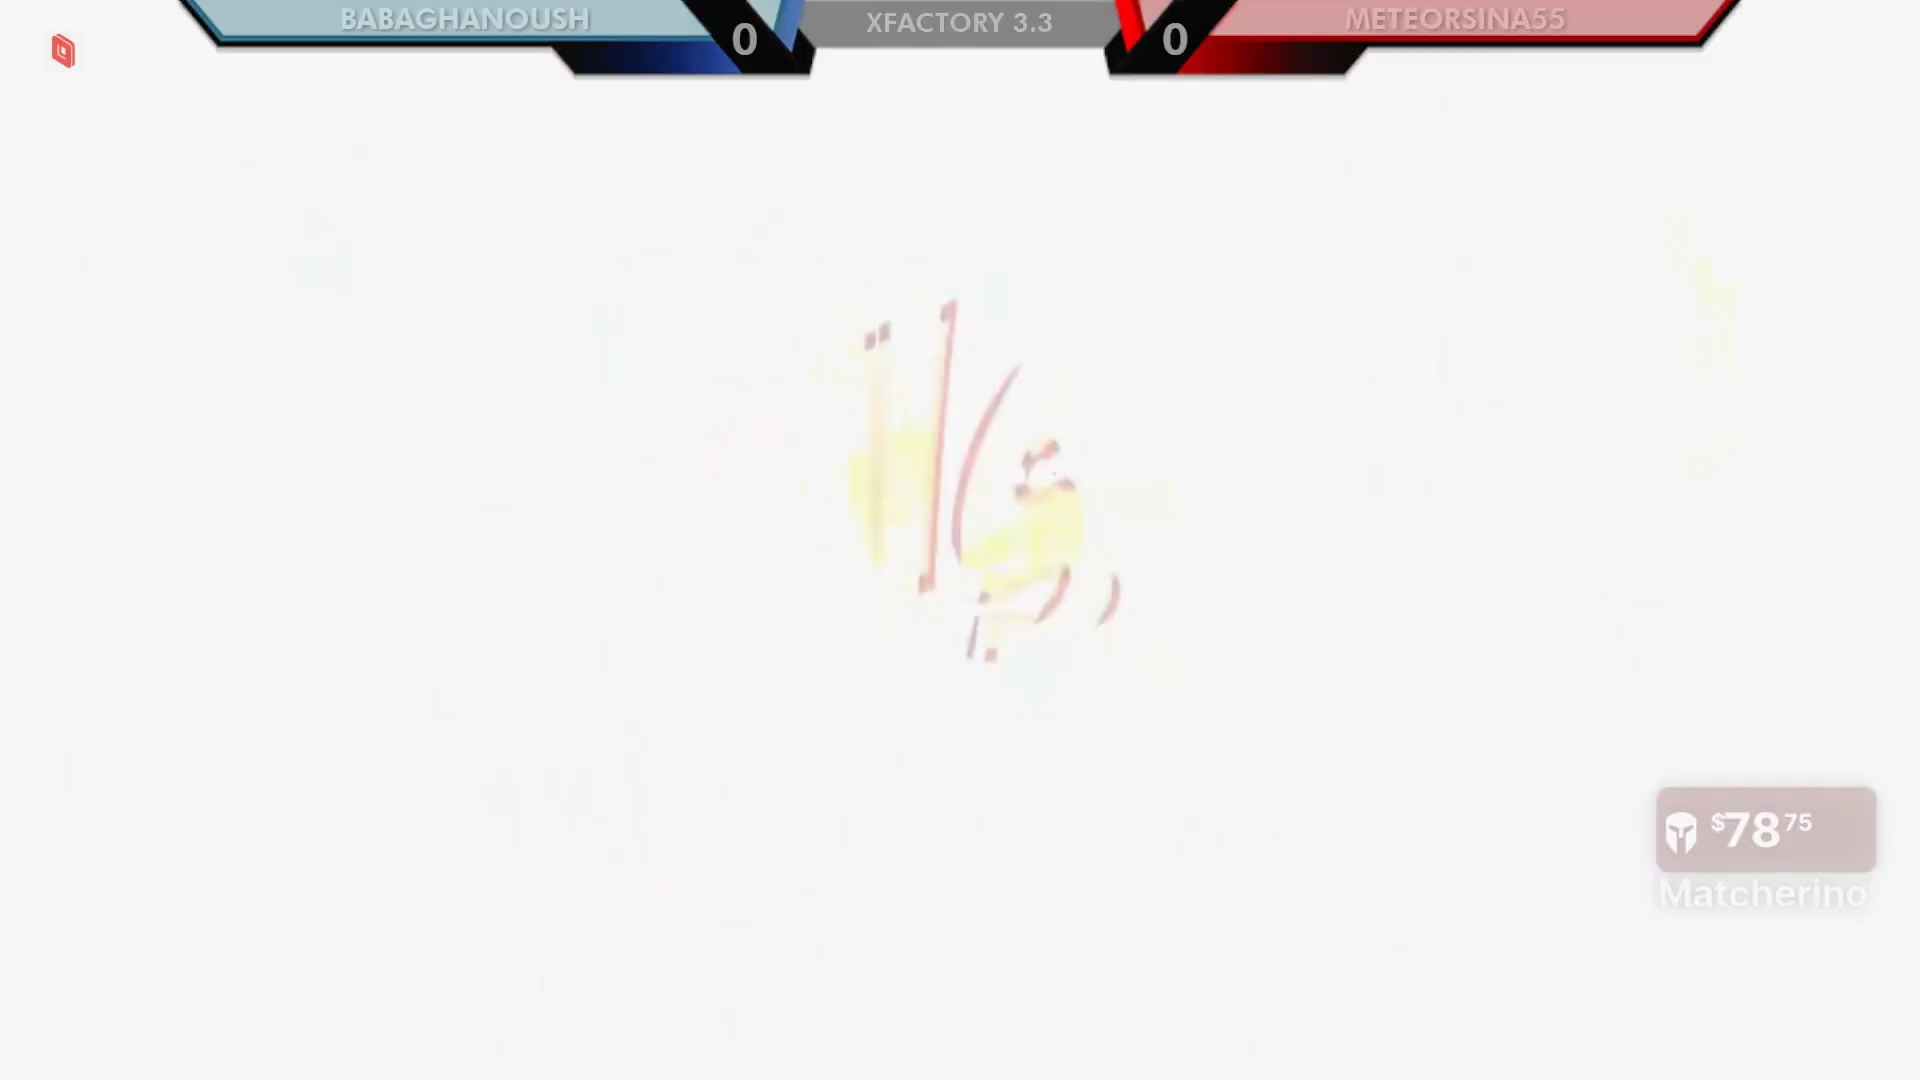 BABAGHANOUSH
0
XFACTORY 3.3
0
METEORSINA55
$78 75
Matcherino